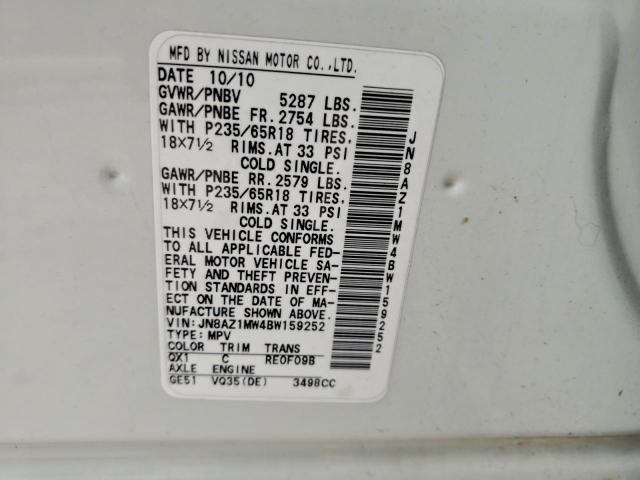 MFD BY NISSAN MOTOR CO.,LTD.
DATE 10/10
GVWR/PNBV 5287 LBS.
GAWR/PNBE FR. 2754 LBS.
WITH P235/65R18 TIRES,
18×7½ RIMS.AT 33 PSI
COLD SINGLE.
GAWR/PNBE RR. 2579 LBS.
WITH P235/65R18 TIRES,
18×7½ RIMS.AT 33 PSI
COLD SINGLE.
THIS VEHICLE CONFORMS
TO ALL APPLICABLE FED-
ERAL MOTOR VEHICLE SA-
FETY AND THEFT PREVEN-
TION STANDARDS IN EFF-
ECT ON THE DATE OF MA-
NUFACTURE SHOWN ABOVE.
VIN: JN8AZ1MW4BW159252
TYPE: MPV
COLOR TRIM TRANS
QX1 C RE0F09B
AXLE ENGINE
GE51 VQ35(DE) 3498CC
JN8AZ1MW4BW159252